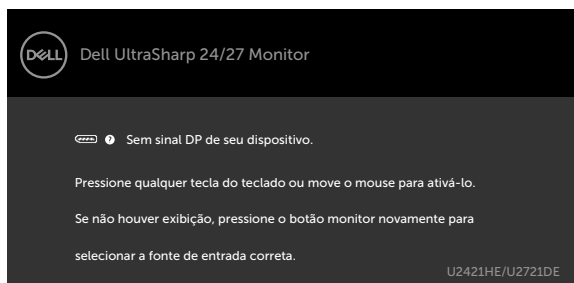 DELL
Dell UltraSharp 24/27 Monitor
Sem sinal DP de seu dispositivo.
Pressione qualquer tecla do teclado ou move o mouse para ativá-lo.
Se não houver exibição, pressione o botão monitor novamente para
selecionar a fonte de entrada correta.
U2421HE/U2721DE